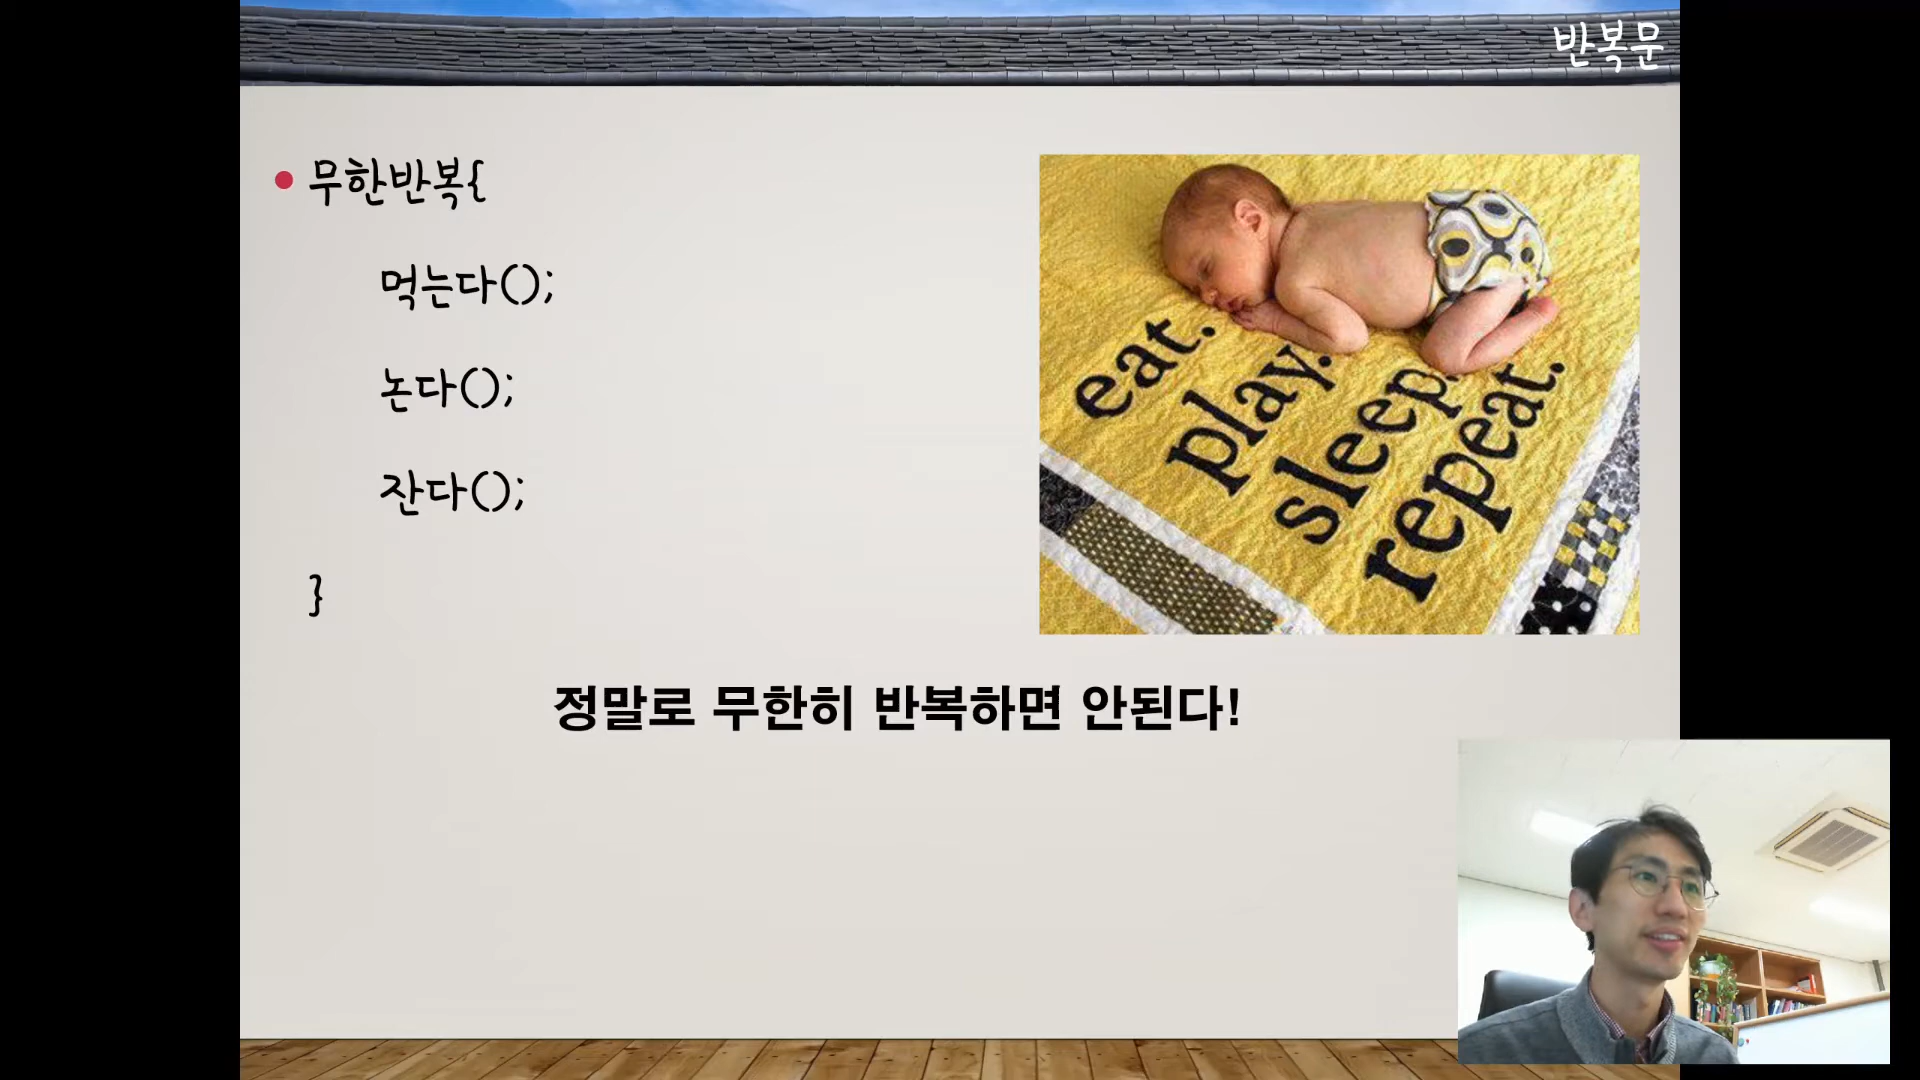 반복문
무한반복{
먹는다();
논다();
잔다();
}
eat.
play.
sleep.
repeat.
정말로 무한히 반복하면 안된다!